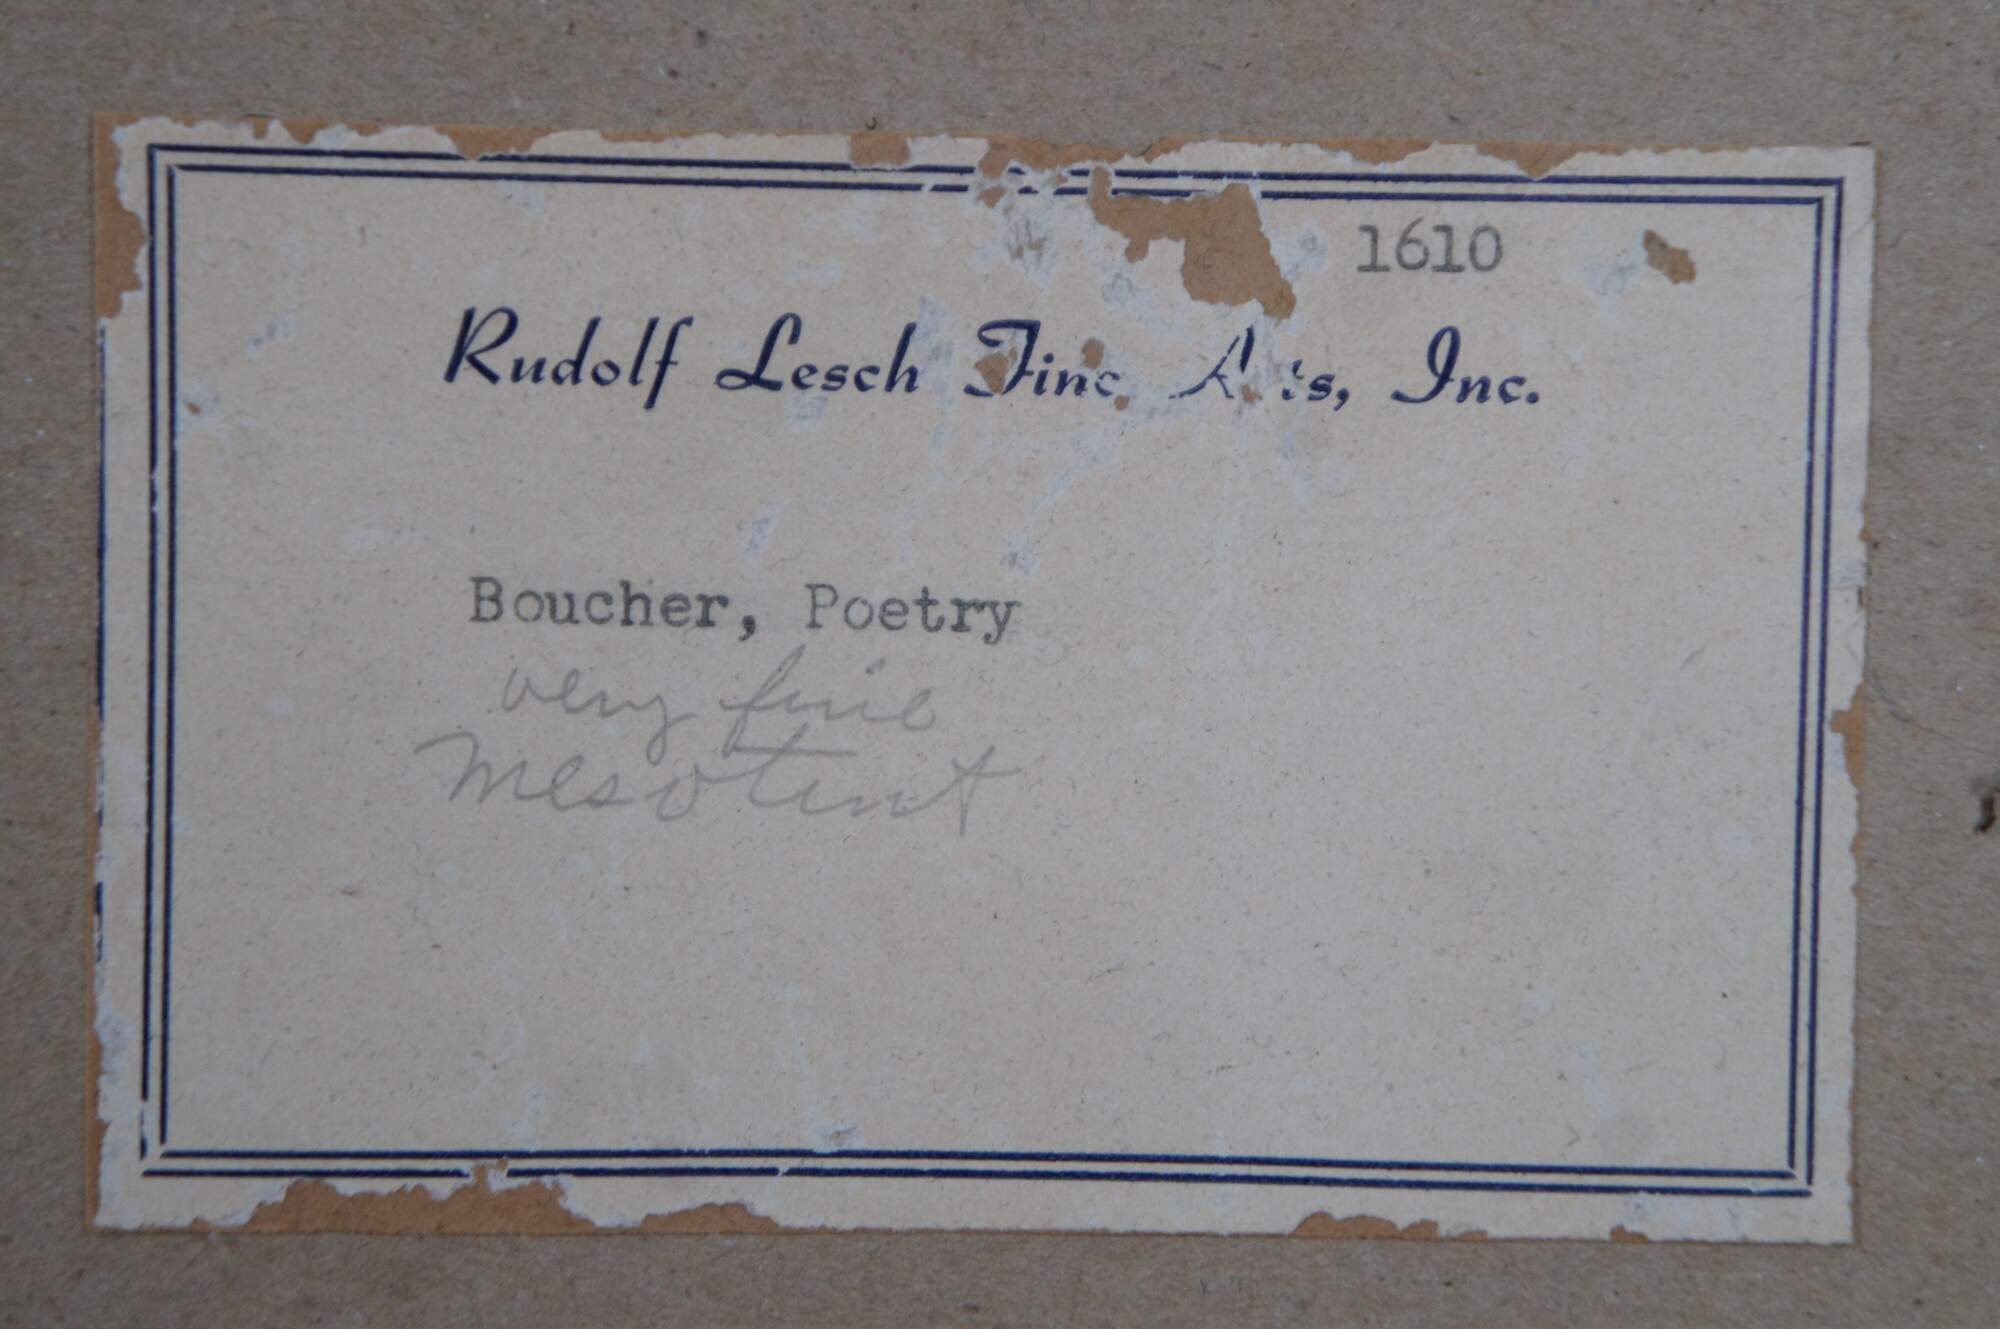 1610
Rudolf Lesch Fine Arts, Inc.
Boucher, Poetry
very fine
Mesotint